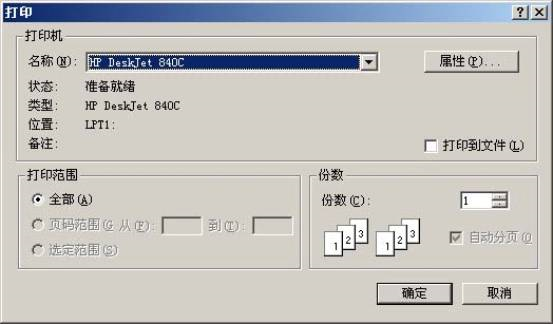 打印
打印机
名称(N): HP DeskJet 840C 属性(P)...
状态: 准备就绪
类型: HP DeskJet 840C
位置: LPT1:
备注: 打印到文件(L)
打印范围
全部(A)
页码范围(G 从(F): 到(T):
选定范围(S)
份数
份数(C): 1
1 2 3 1 2 3
自动分页(O
确定 取消